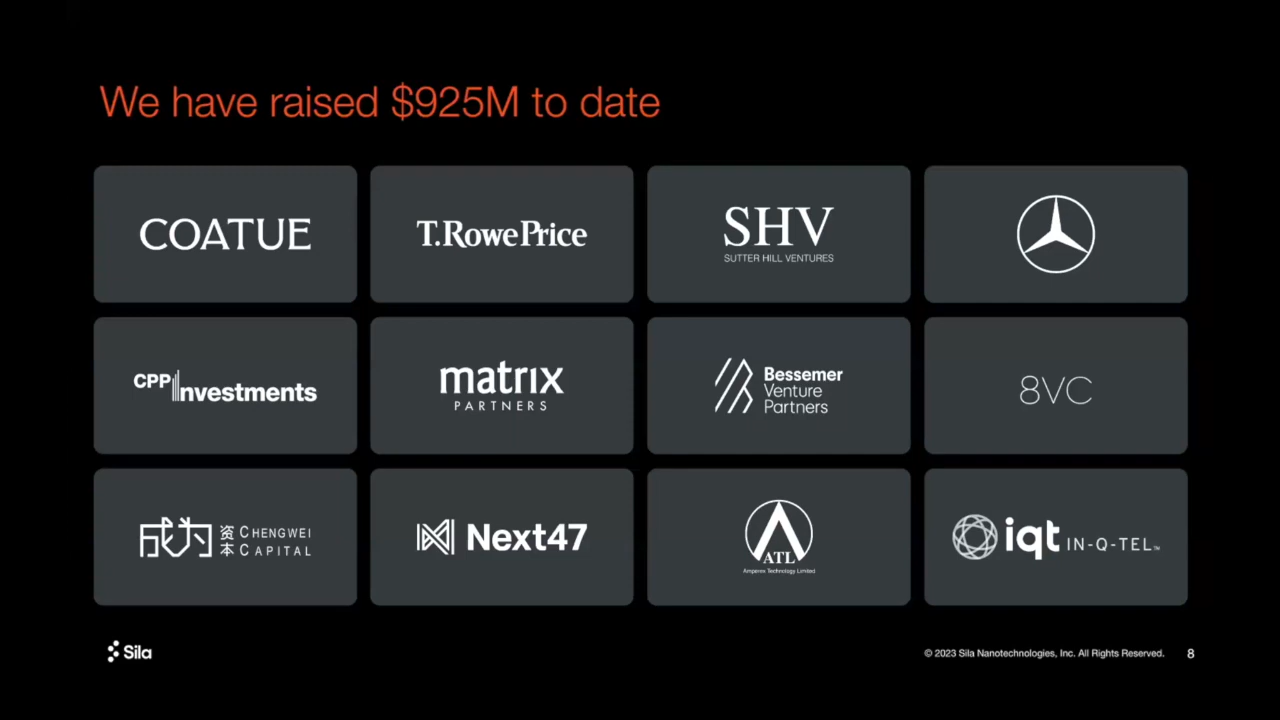 We have raised $925M to date
COATUE
T.RowePrice
SHV
SUTTER HILL VENTURES
CPP Investments
matrix
PARTNERS
Bessemer
Venture
Partners
8VC
成为 资本 CHENGWEI
CAPITAL
Next47
ATL
Amperex Technology Limited
iqt IN-Q-TEL™
Sila
© 2023 Sila Nanotechnologies, Inc. All Rights Reserved. 8